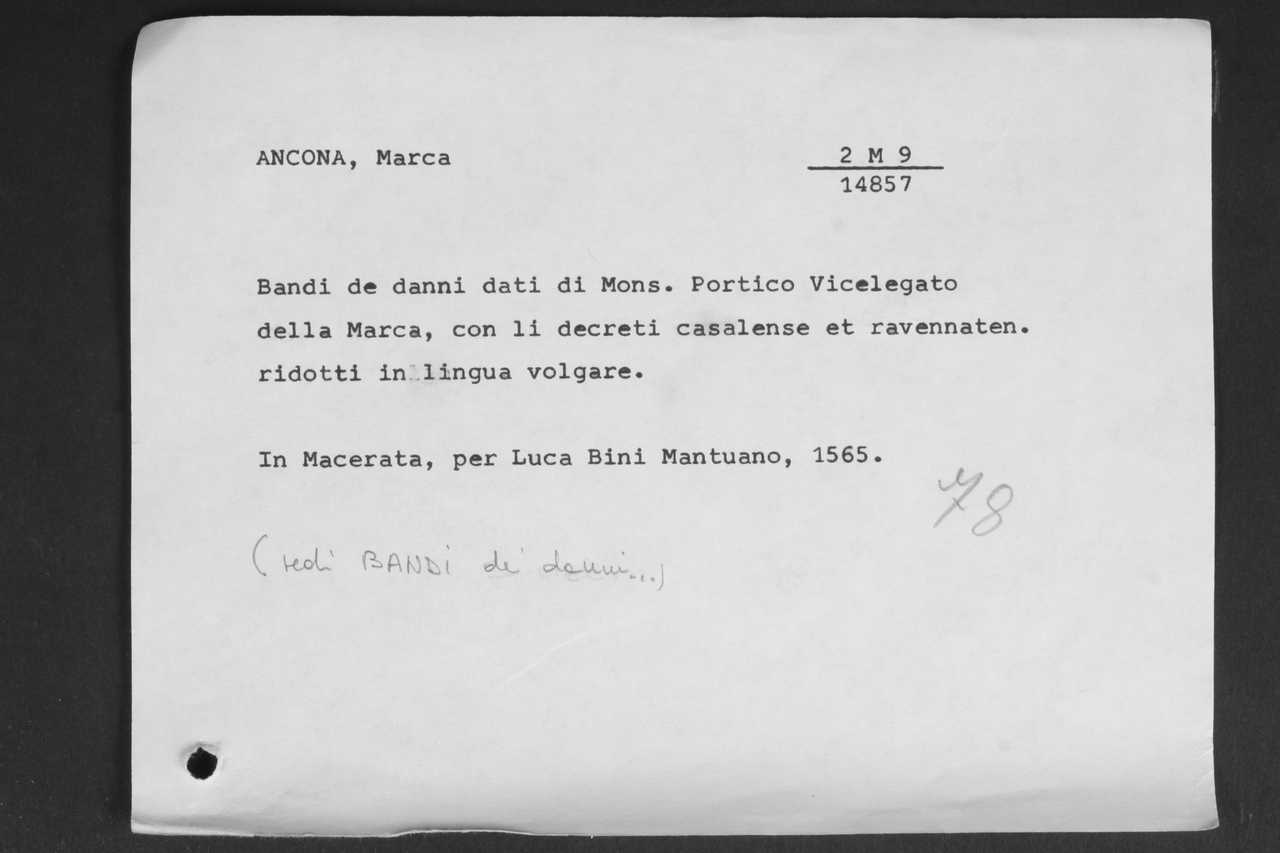 ANCONA, Marca
2 M 9
14857
Bandi de danni dati di Mons. Portico Vicelegato
della Marca, con li decreti casalense et ravennaten.
ridotti in lingua volgare.
In Macerata, per Luca Bini Mantuano, 1565.
78
(vedi BANDI de' danni...)